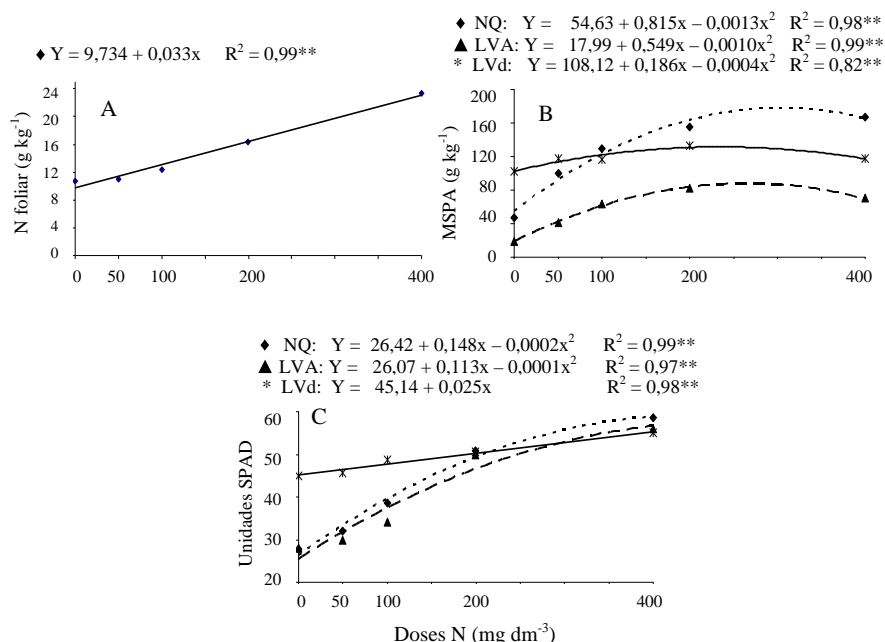 ♦ Y = 9,734 + 0,033x R² = 0,99**
A
N foliar (g kg⁻¹)
24
20
16
12
8
4
0
0 50 100 200 400
♦ NQ: Y = 54,63 + 0,815x – 0,0013x² R² = 0,98**
▲ LVA: Y = 17,99 + 0,549x – 0,0010x² R² = 0,99**
* LVd: Y = 108,12 + 0,186x – 0,0004x² R² = 0,82**
B
MSPA (g kg⁻¹)
200
160
120
80
40
0
0 50 100 200 400
♦ NQ: Y = 26,42 + 0,148x – 0,0002x² R² = 0,99**
▲ LVA: Y = 26,07 + 0,113x – 0,0001x² R² = 0,97**
* LVd: Y = 45,14 + 0,025x R² = 0,98**
C
Unidades SPAD
60
50
40
30
20
0 50 100 200 400
Doses N (mg dm⁻³)